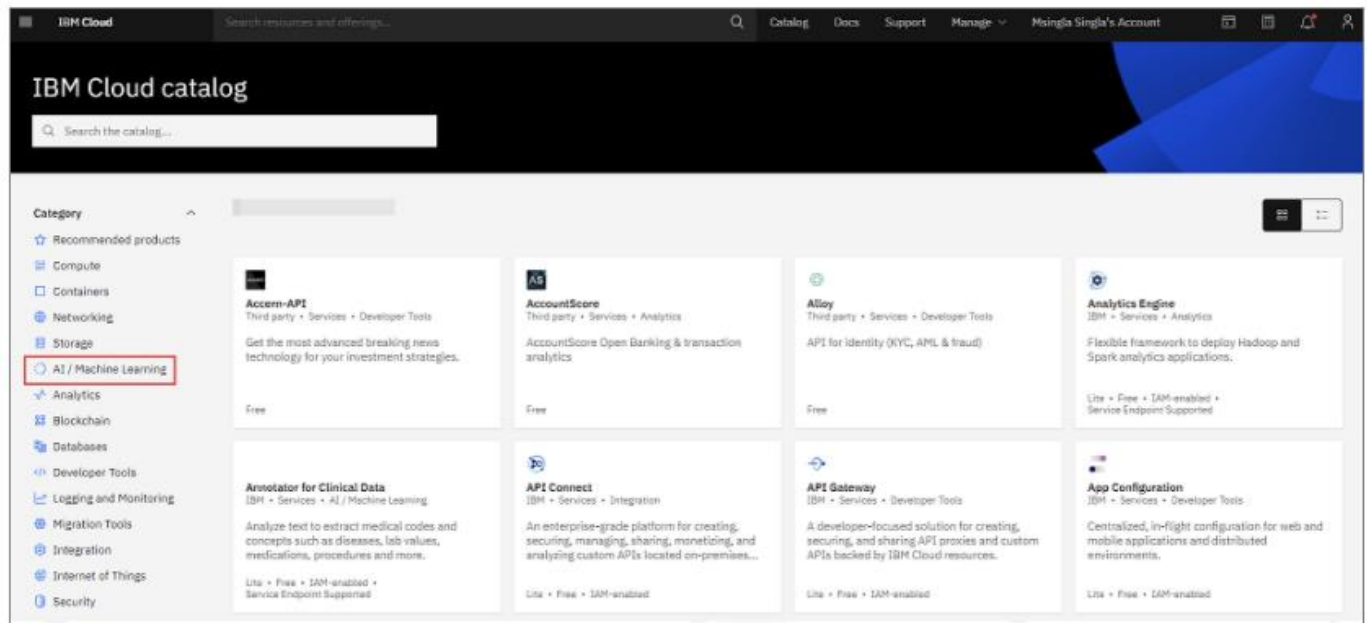 IBM Cloud
Search resources and offerings...
Catalog
Docs
Support
Manage
Msingla Singla's Account
IBM Cloud catalog
Search the catalog...
Category
Recommended products
Compute
Containers
Networking
Storage
AI / Machine Learning
Analytics
Blockchain
Databases
Developer Tools
Logging and Monitoring
Migration Tools
Integration
Internet of Things
Security
Accern-API
Third party • Services • Developer Tools
Get the most advanced breaking news
technology for your investment strategies.
Free
AS
AccountScore
Third party • Services • Analytics
AccountScore Open Banking & transaction
analytics
Free
Alloy
Third party • Services • Developer Tools
API for identity (KYC, AML & fraud)
Free
Analytics Engine
IBM • Services • Analytics
Flexible framework to deploy Hadoop and
Spark analytics applications.
Lite • Free • IAM-enabled •
Service Endpoint Supported
Annotator for Clinical Data
IBM • Services • AI / Machine Learning
Analyze text to extract medical codes and
concepts such as diseases, lab values,
medications, procedures and more.
Lite • Free • IAM-enabled •
Service Endpoint Supported
API Connect
IBM • Services • Integration
An enterprise-grade platform for creating,
securing, managing, sharing, monetizing, and
analyzing custom APIs located on-premises...
Lite • Free • IAM-enabled
API Gateway
IBM • Services • Developer Tools
A developer-focused solution for creating,
securing, and sharing API proxies and custom
APIs backed by IBM Cloud resources.
Lite • Free • IAM-enabled
App Configuration
IBM • Services • Developer Tools
Centralized, in-flight configuration for web and
mobile applications and distributed
environments.
Lite • Free • IAM-enabled